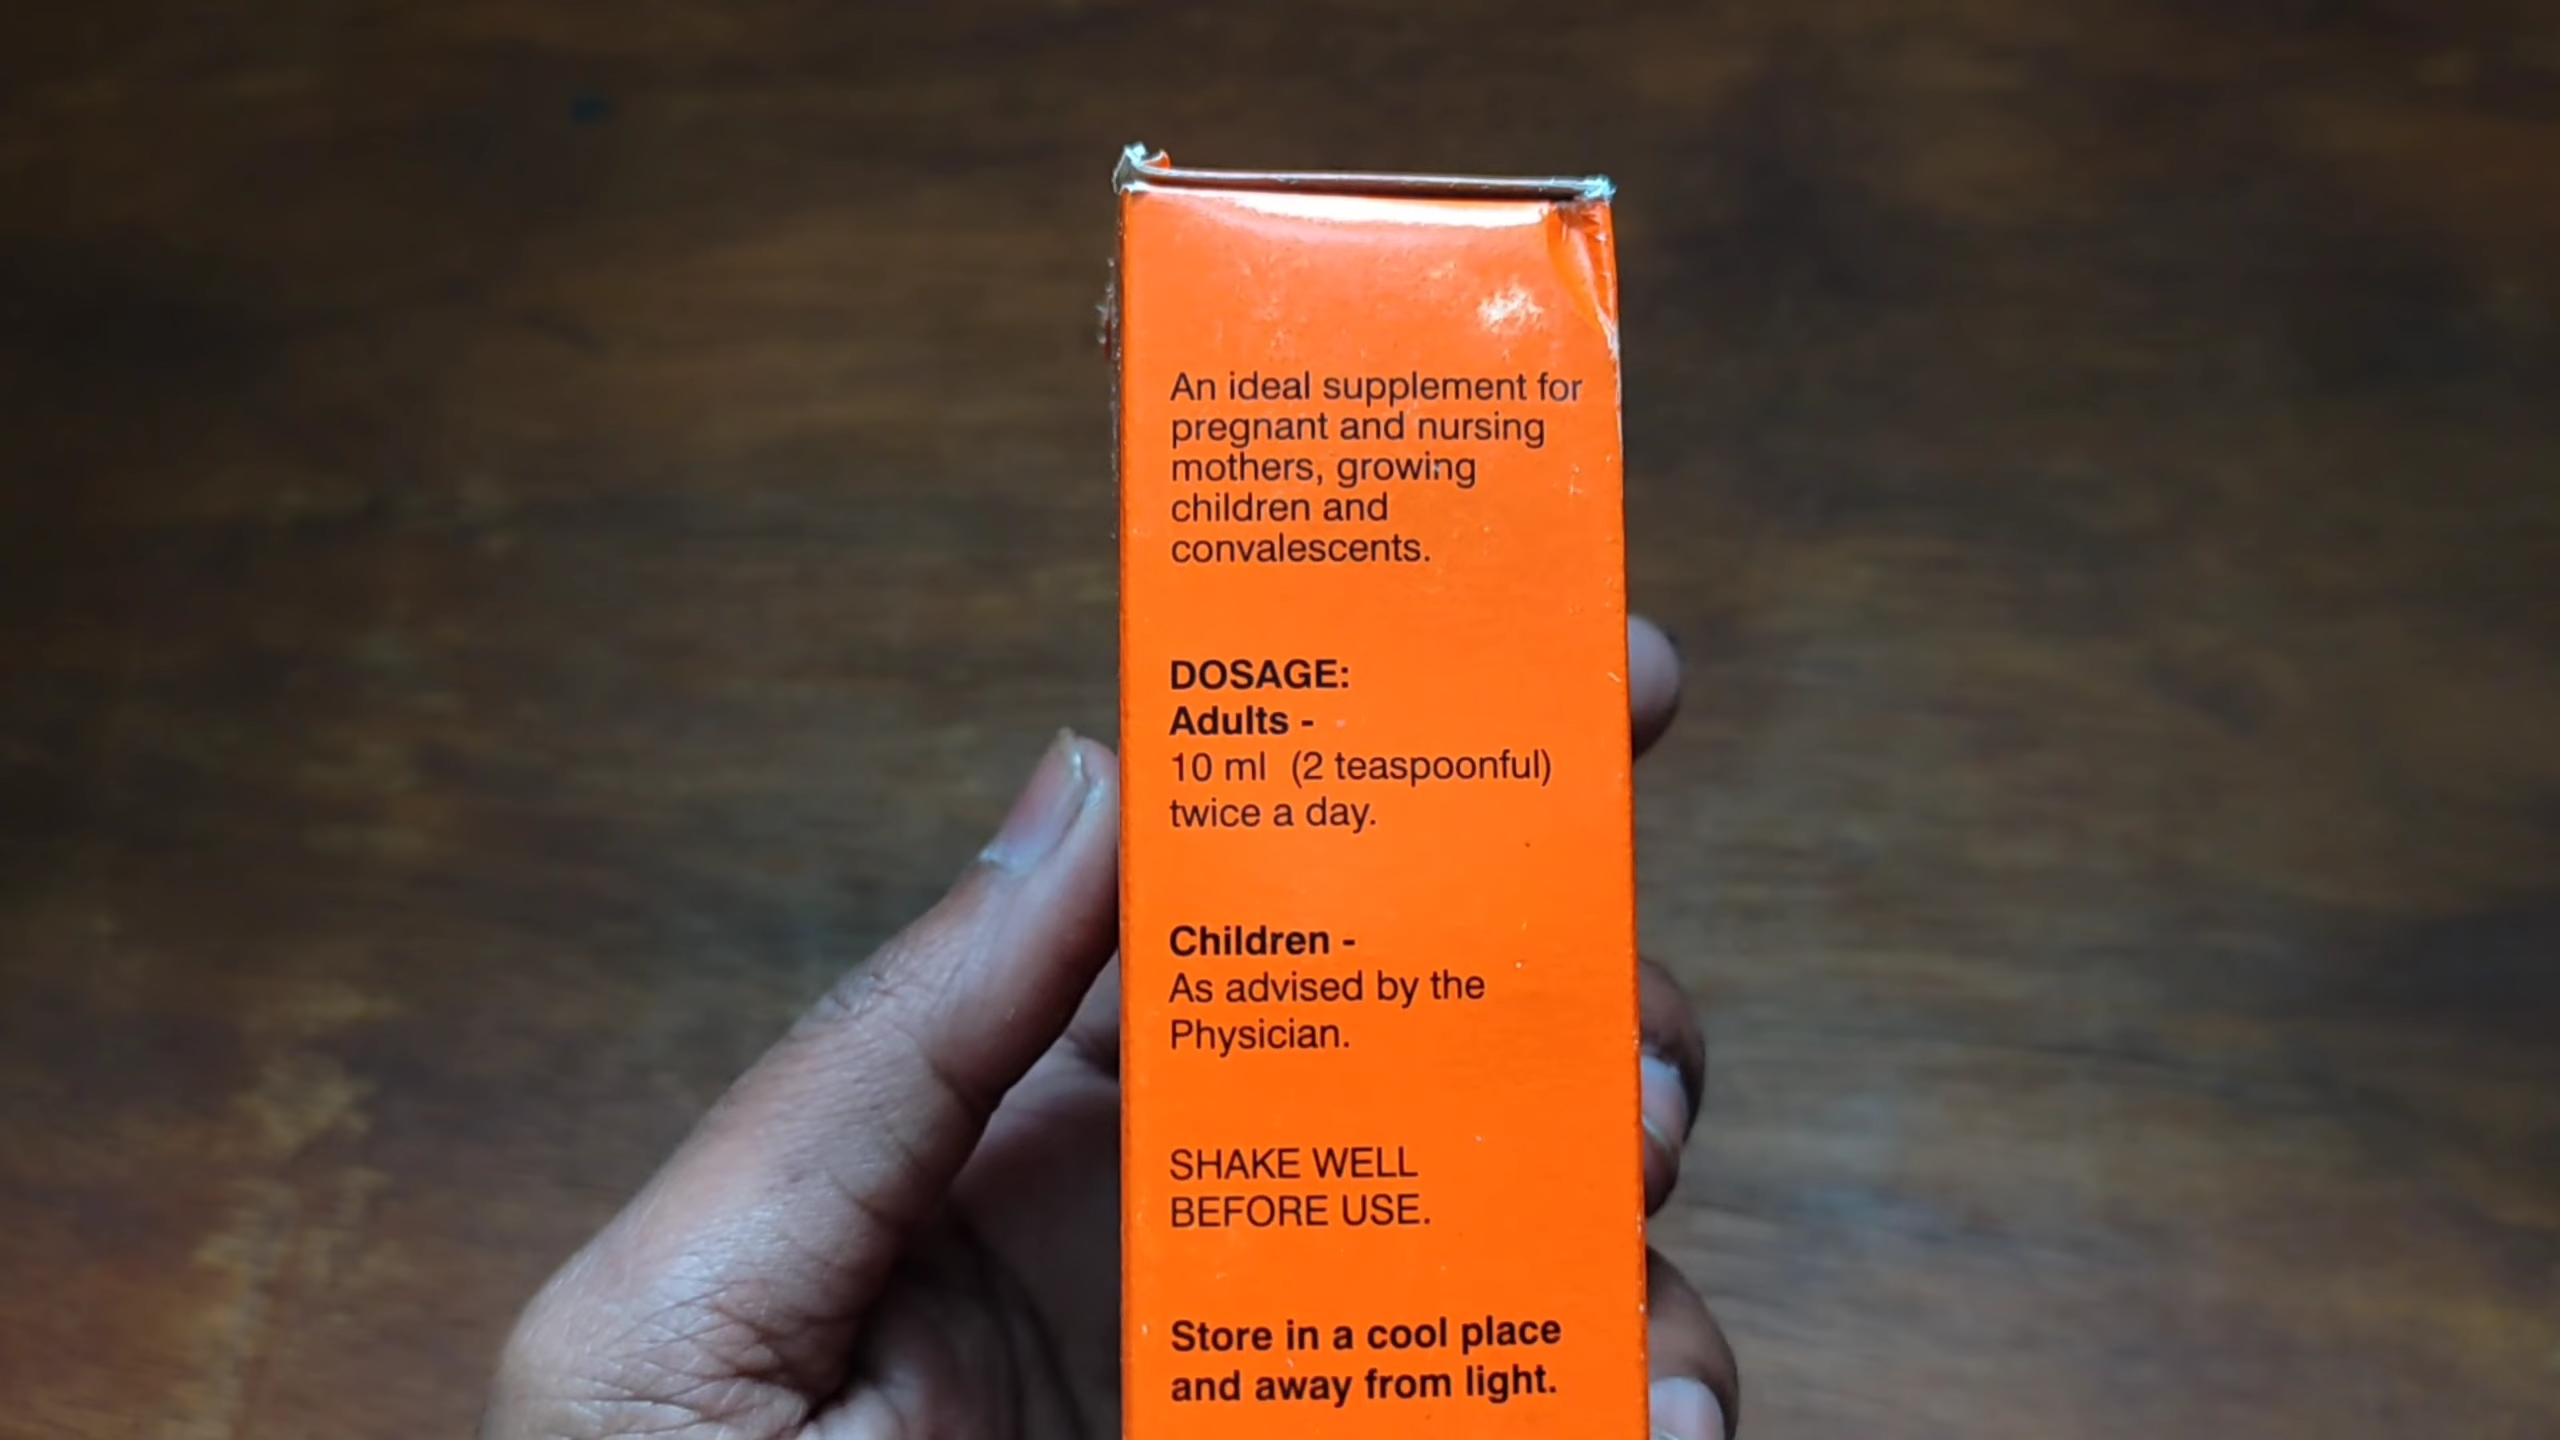 An ideal supplement for
pregnant and nursing
mothers, growing
children and
convalescents.
DOSAGE:
Adults -
10 ml (2 teaspoonful)
twice a day.
Children -
As advised by the
Physician.
SHAKE WELL
BEFORE USE.
Store in a cool place
and away from light.